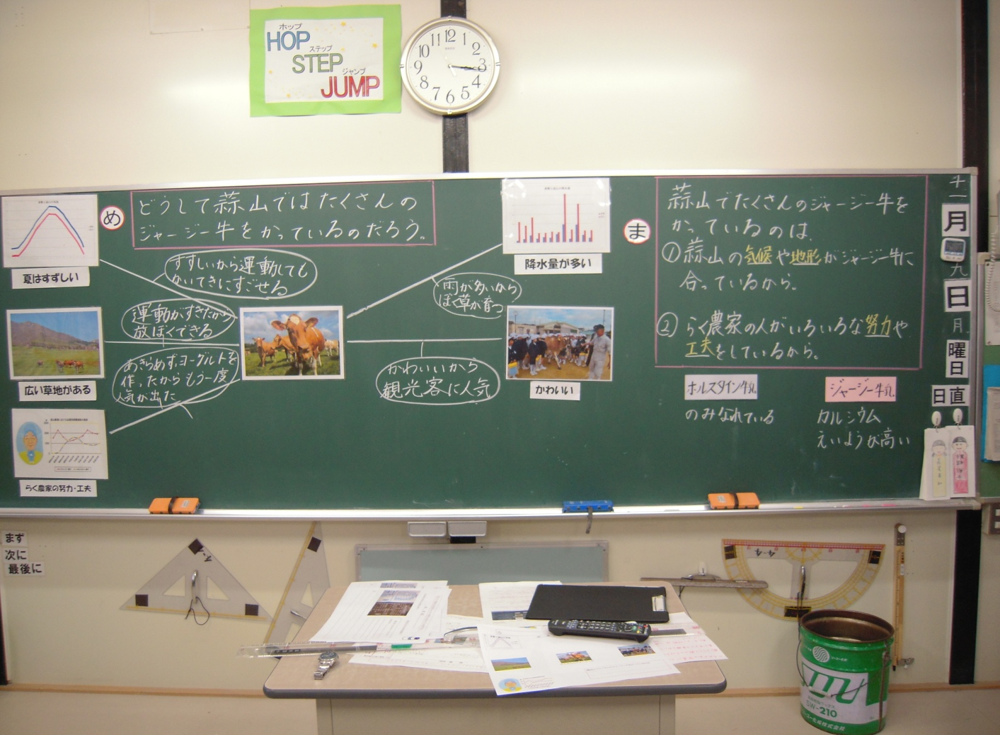 ホップ
HOP
ステップ
STEP
ジャンプ
JUMP
12
1
2
3
4
5
6
7
8
9
10
11
め
どうして蒜山ではたくさんの
ジャージー牛をかっているのだろう。
夏はすずしい
すずしいから運動しても
かいてきにすごせる
運動がすきだから
放ぼくできる
広い草地がある
あきらめずヨーグルトを
作ったからもう一度
人気が出た
らく農家の努力・工夫
降水量が多い
雨が多いから
ぼく草が育つ
かわいいから
観光客に人気
かわいい
ま
蒜山でたくさんのジャージー牛を
かっているのは、
①蒜山の気候や地形がジャージー牛に
合っているから。
②らく農家の人がいろいろな努力や
工夫をしているから。
ホルスタイン牛乳
のみなれている
ジャージー牛乳
カルシウム
えいようが高い
十一
月
九
日
月
曜
日
日直
まず
次に
最後に
4-4
4-4
SW-210